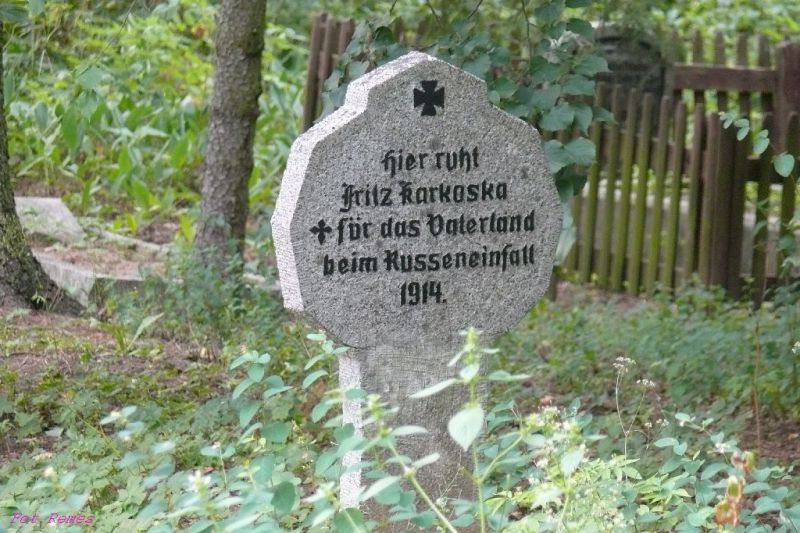 Hier ruht
Fritz Karkoska
✝ für das Vaterland
beim Russeneinfall
1914.
Fot. Remes